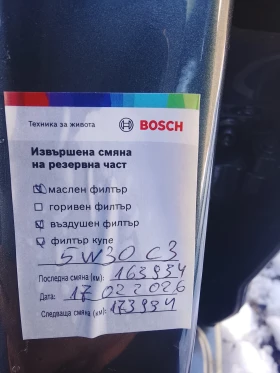 Техника за живота BOSCH
Извършена смяна
на резервна част
маслен филтър
горивен филтър
въздушен филтър
филтър купе
5W30 C3
Последна смяна (км): 163934
Дата: 17 02 2026
Следваща смяна (км): 173934